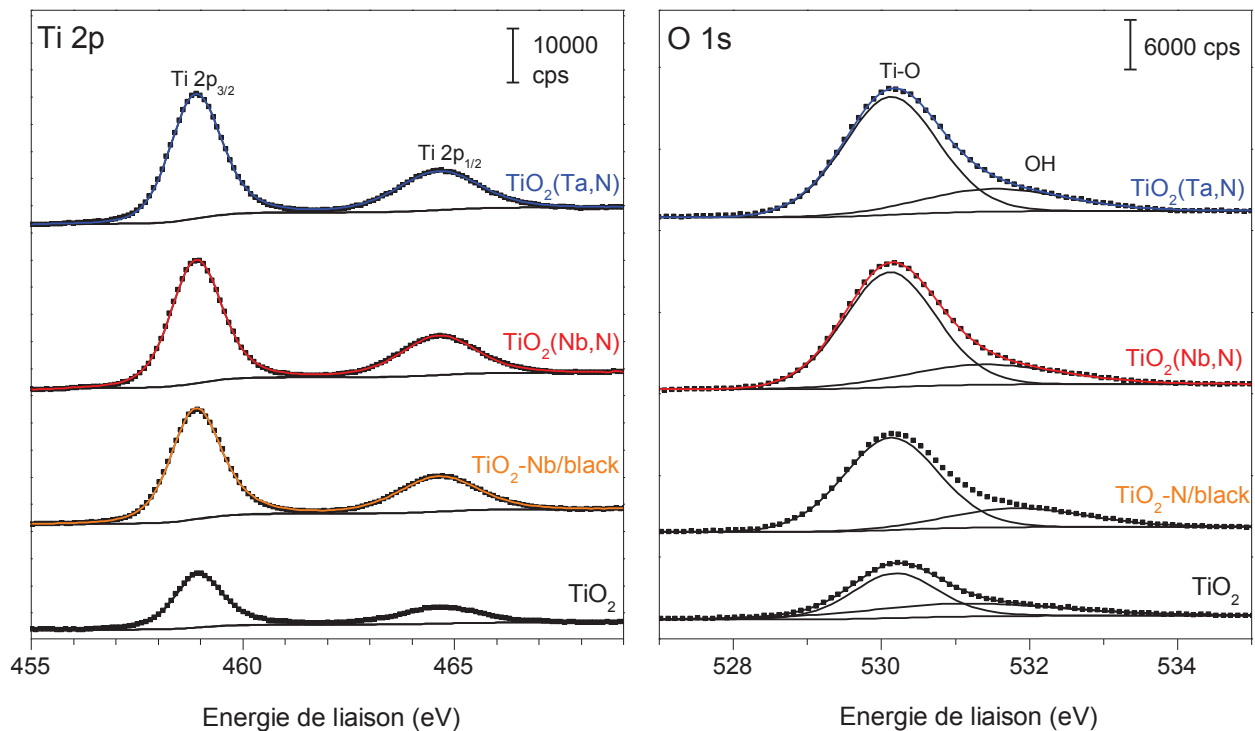 Ti 2p
10000
cps
Ti 2p3/2
Ti 2p1/2
TiO2(Ta,N)
TiO2(Nb,N)
TiO2-Nb/black
TiO2
455 460 465
Energie de liaison (eV)
O 1s
6000 cps
Ti-O
OH
TiO2(Ta,N)
TiO2(Nb,N)
TiO2-N/black
TiO2
528 530 532 534
Energie de liaison (eV)